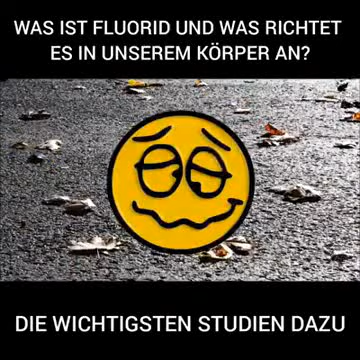 WAS IST FLUORID UND WAS RICHTET
ES IN UNSEREM KÖRPER AN?
DIE WICHTIGSTEN STUDIEN DAZU